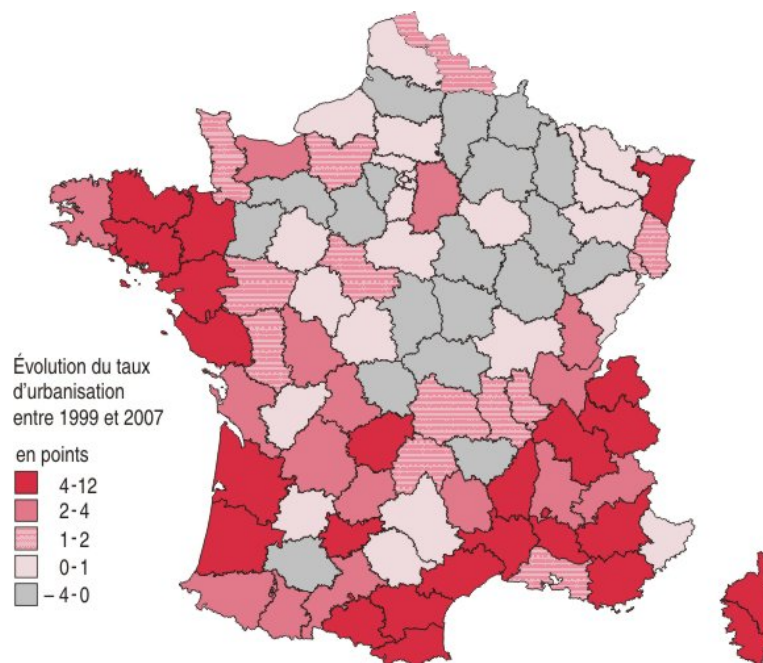 Évolution du taux
d'urbanisation
entre 1999 et 2007
en points
4-12
2-4
1-2
0-1
– 4-0